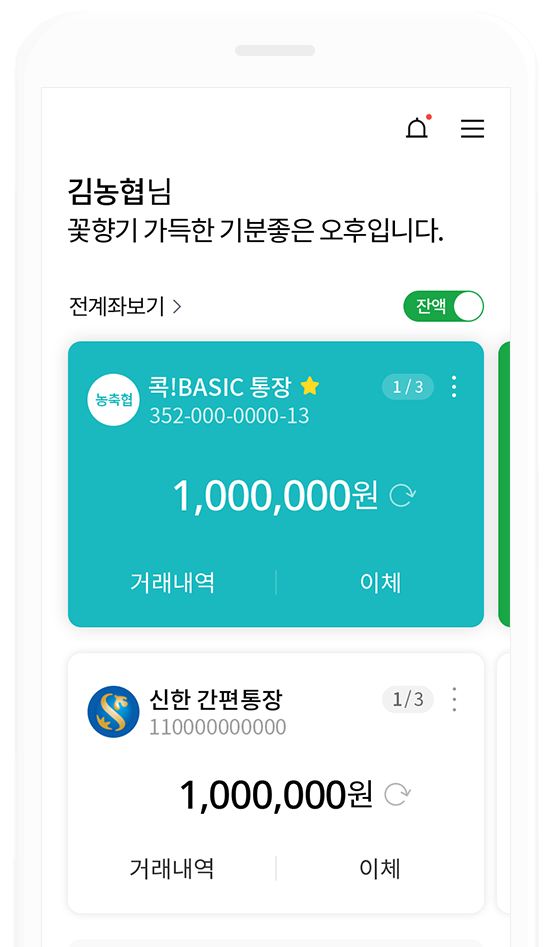 김농협님
꽃향기 가득한 기분좋은 오후입니다.
전계좌보기
잔액
농축협
콕!BASIC 통장
1/3
352-000-0000-13
1,000,000원
거래내역
이체
신한 간편통장
1/3
110000000000
1,000,000원
거래내역
이체